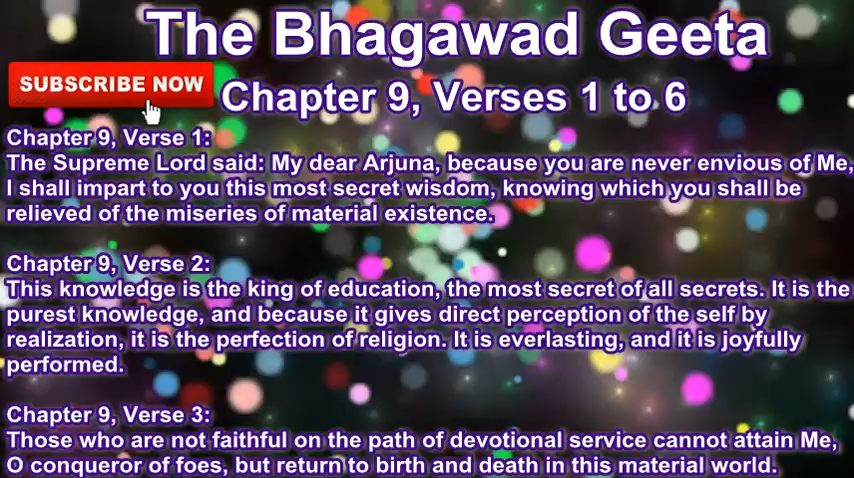 The Bhagawad Geeta
SUBSCRIBE NOW
Chapter 9, Verses 1 to 6
Chapter 9, Verse 1:
The Supreme Lord said: My dear Arjuna, because you are never envious of Me,
I shall impart to you this most secret wisdom, knowing which you shall be
relieved of the miseries of material existence.
Chapter 9, Verse 2:
This knowledge is the king of education, the most secret of all secrets. It is the
purest knowledge, and because it gives direct perception of the self by
realization, it is the perfection of religion. It is everlasting, and it is joyfully
performed.
Chapter 9, Verse 3:
Those who are not faithful on the path of devotional service cannot attain Me,
O conqueror of foes, but return to birth and death in this material world.